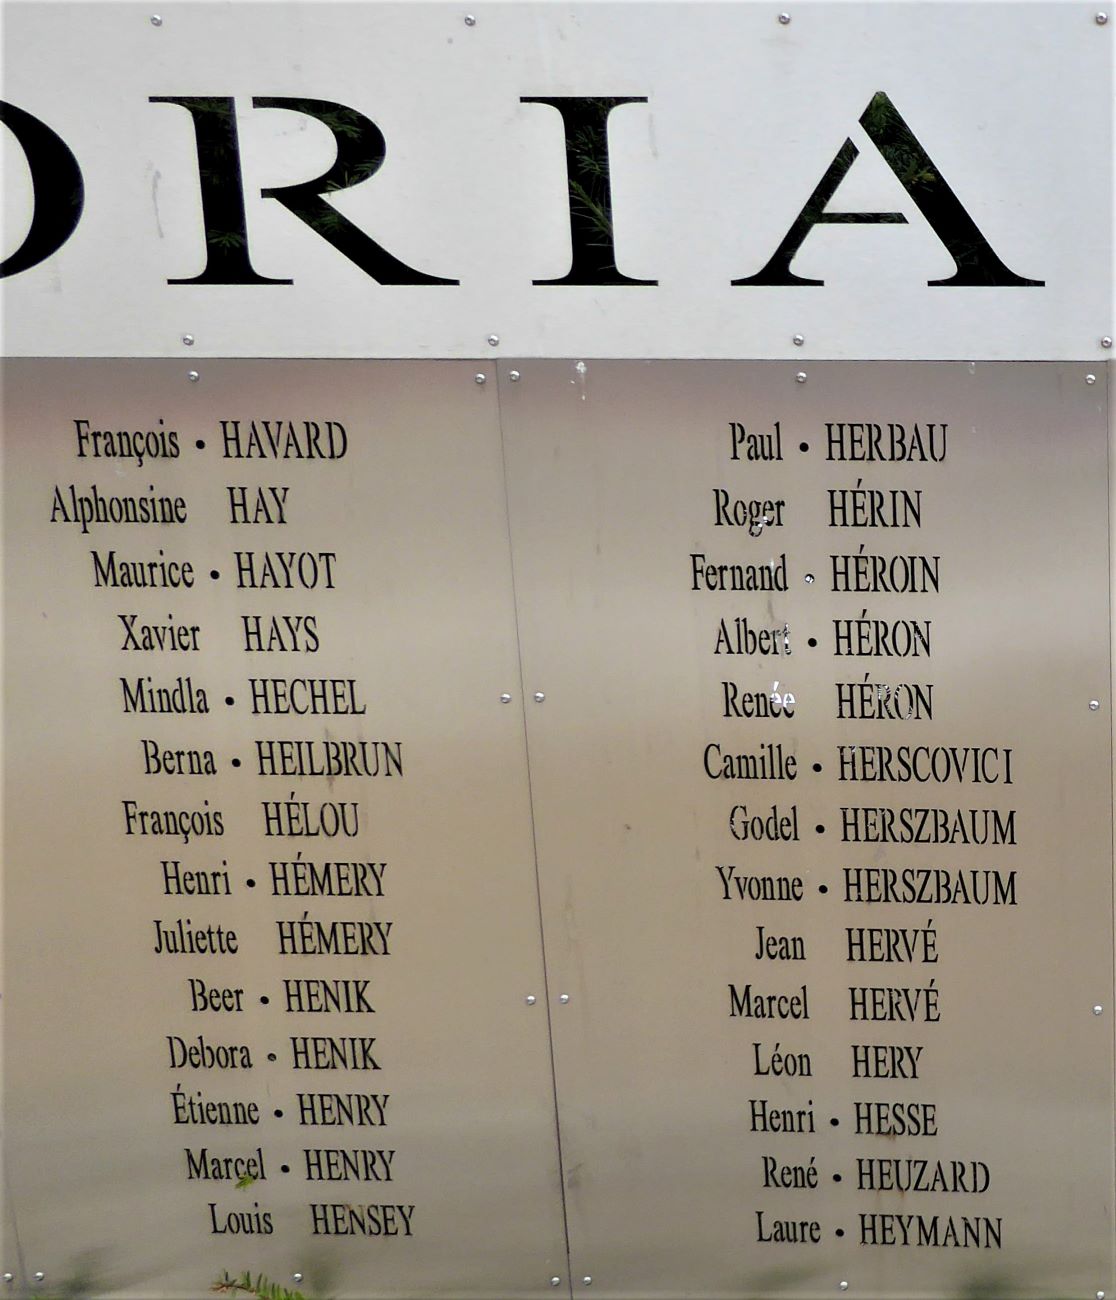 ORIA
François • HAVARD
Alphonsine HAY
Maurice • HAYOT
Xavier HAYS
Mindla • HECHEL
Berna • HEILBRUN
François HÉLOU
Henri • HÉMERY
Juliette HÉMERY
Beer • HENIK
Debora • HENIK
Étienne • HENRY
Marcel • HENRY
Louis HENSEY
Paul • HERBAU
Roger HÉRIN
Fernand • HÉROIN
Albert • HÉRON
Renée HÉRON
Camille • HERSCOVICI
Godel • HERSZBAUM
Yvonne • HERSZBAUM
Jean HERVÉ
Marcel HERVÉ
Léon HERY
Henri • HESSE
René • HEUZARD
Laure • HEYMANN